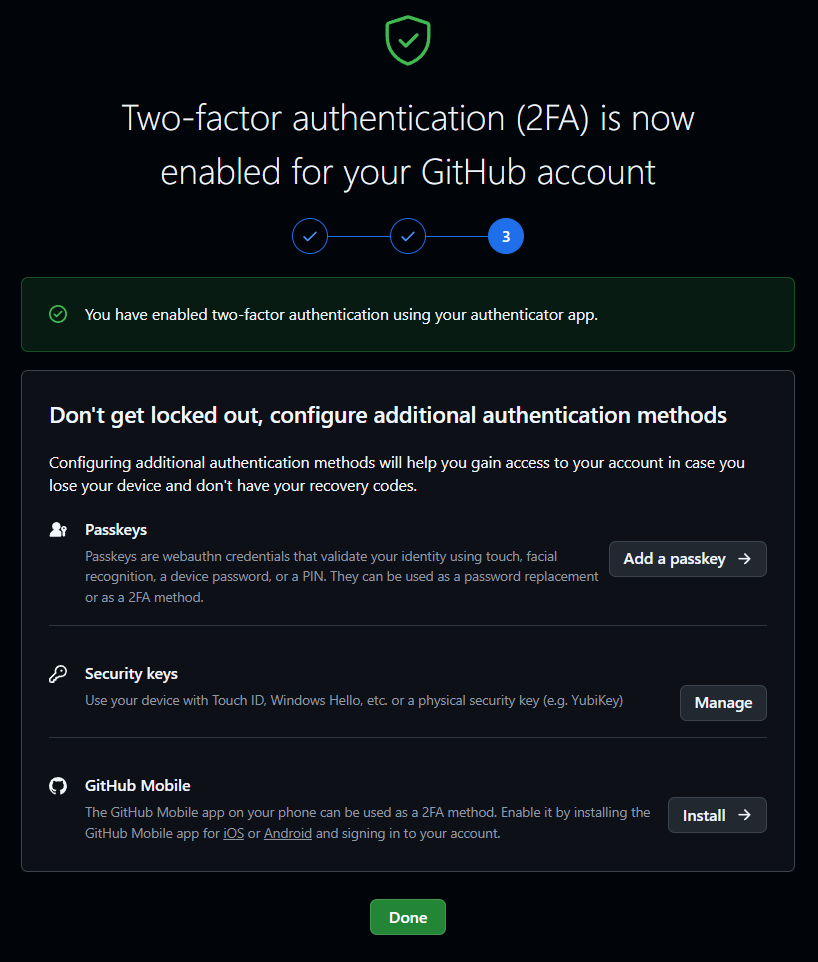 Two-factor authentication (2FA) is now
enabled for your GitHub account
3
You have enabled two-factor authentication using your authenticator app.
Don't get locked out, configure additional authentication methods
Configuring additional authentication methods will help you gain access to your account in case you
lose your device and don't have your recovery codes.
Passkeys
Passkeys are webauthn credentials that validate your identity using touch, facial
recognition, a device password, or a PIN. They can be used as a password replacement
or as a 2FA method.
Add a passkey
Security keys
Use your device with Touch ID, Windows Hello, etc. or a physical security key (e.g. YubiKey)
Manage
GitHub Mobile
The GitHub Mobile app on your phone can be used as a 2FA method. Enable it by installing the
GitHub Mobile app for iOS or Android and signing in to your account.
Install
Done